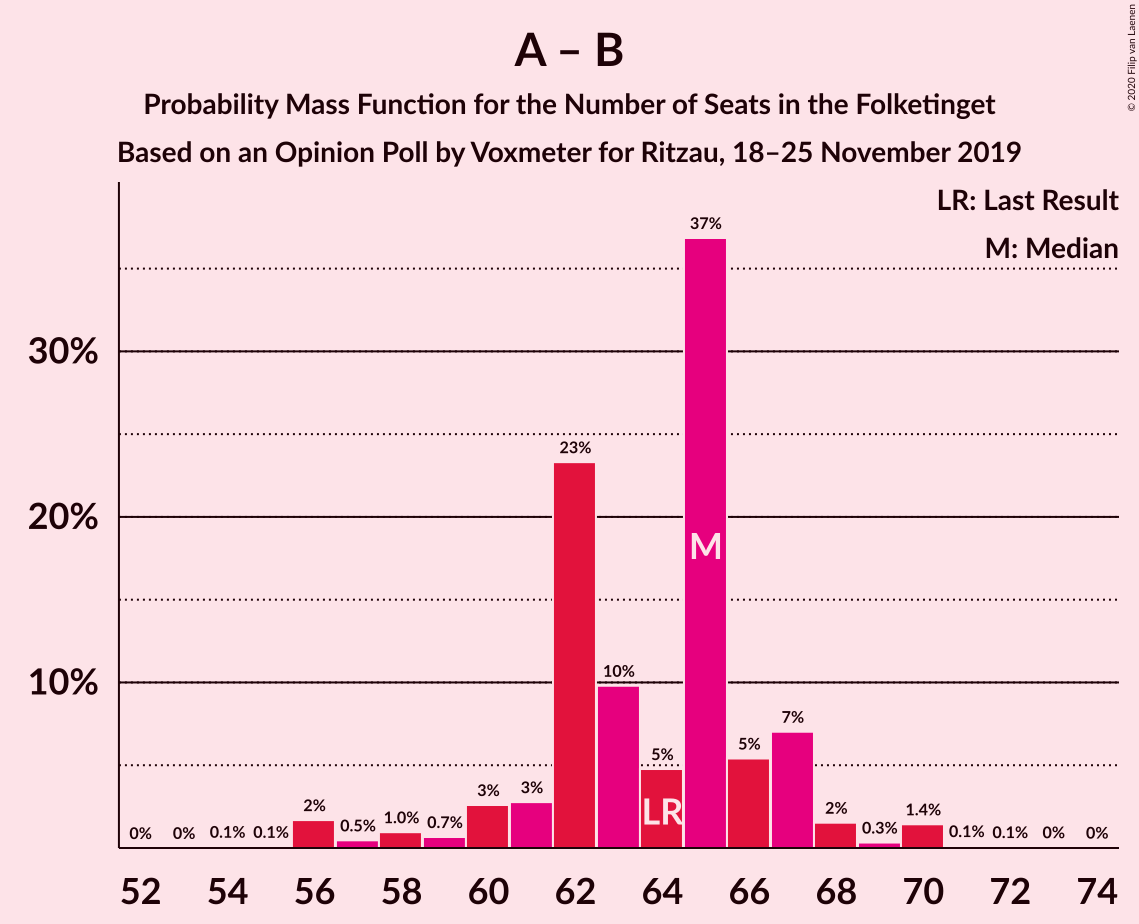 A – B
Probability Mass Function for the Number of Seats in the Folketinget
Based on an Opinion Poll by Voxmeter for Ritzau, 18–25 November 2019
© 2020 Filip van Laenen
LR: Last Result
M: Median
30%
20%
10%
0% 0% 0.1% 0.1% 2% 0.5% 1.0% 0.7% 3% 3% 23% 10% 5% 37% 5% 7% 2% 0.3% 1.4% 0.1% 0.1% 0% 0%
M
LR
52 54 56 58 60 62 64 66 68 70 72 74